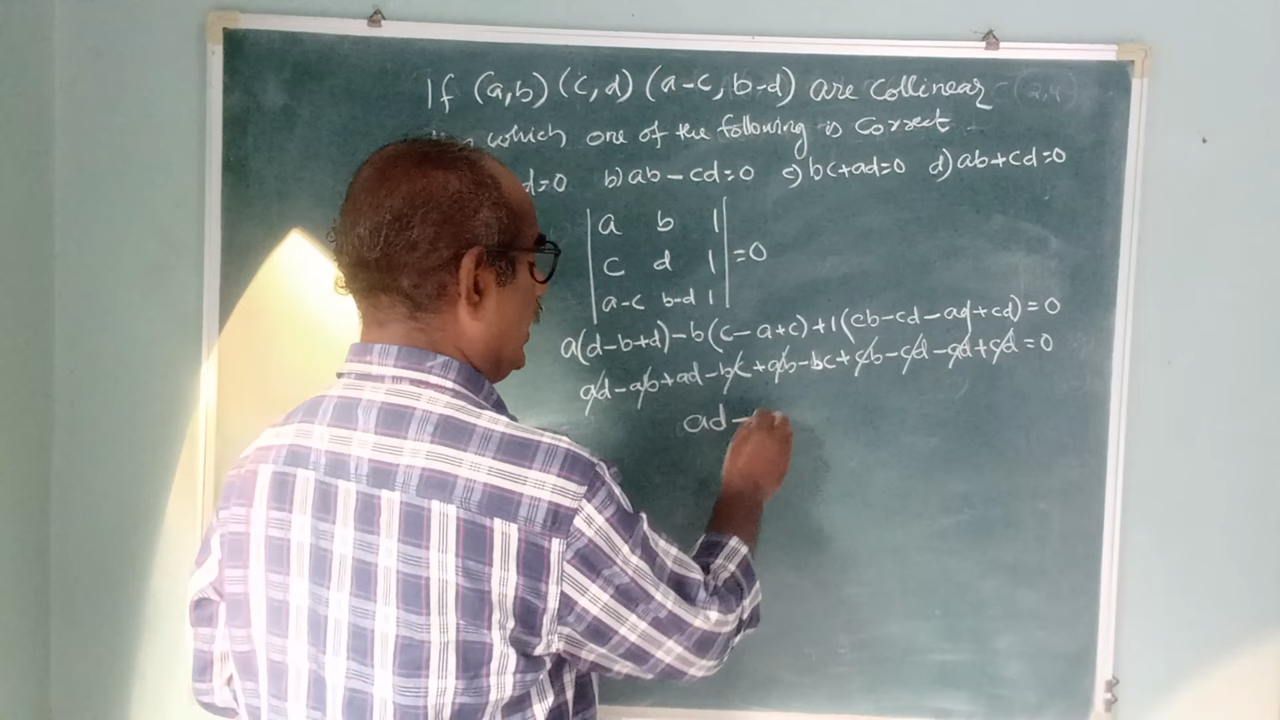 If (a,b) (c,d) (a-c, b-d) are collinear (2,4)
which one of the following is correct
d=0 b) ab-cd=0 c) bc+ad=0 d) ab+cd=0
a b 1
c d 1 =0
a-c b-d 1
a(d-b+d)-b(c-a+c)+1(cb-cd-ad+cd)=0
ad-ab+ad-bc+ab-bc+cb-cd-ad+cd=0
ad-